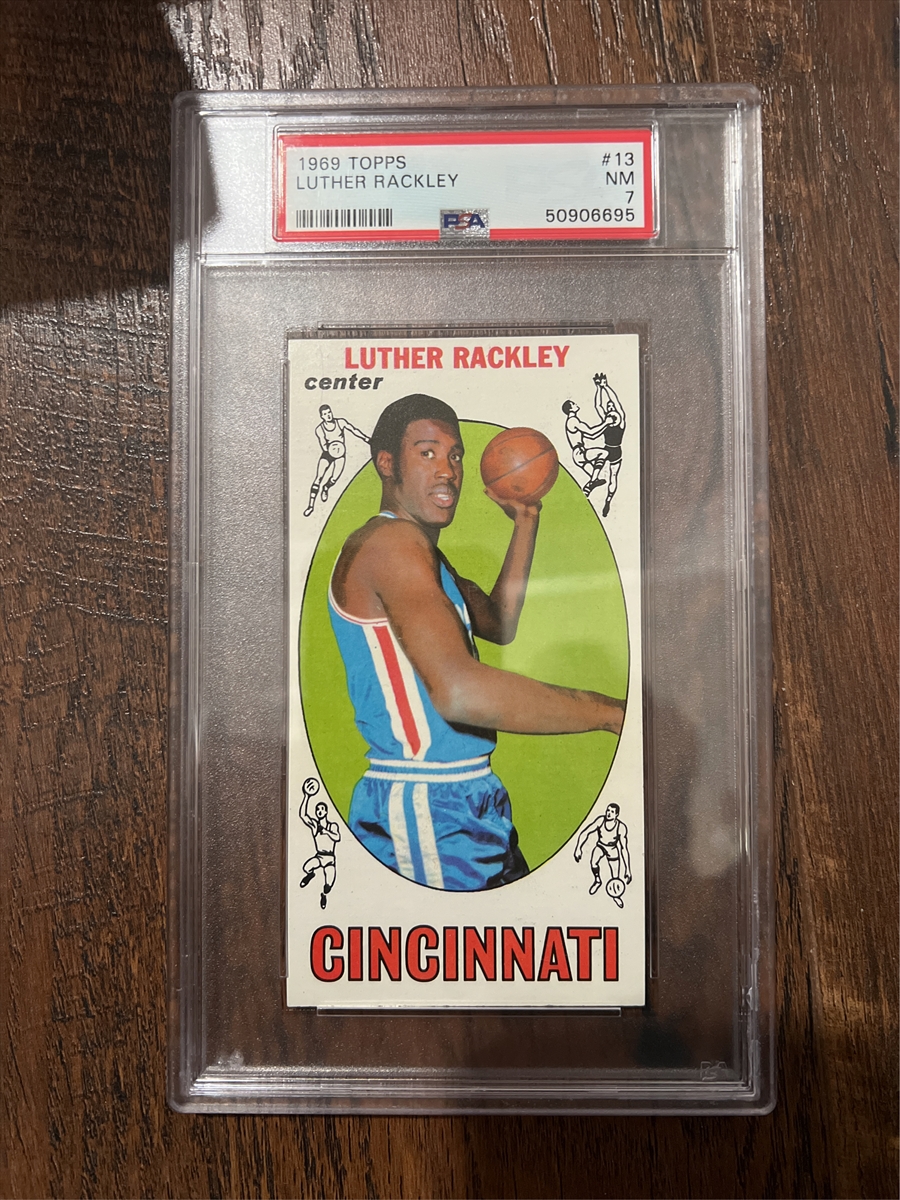 1969 TOPPS #13
LUTHER RACKLEY NM
7
PSA 50906695
LUTHER RACKLEY
center
CINCINNATI